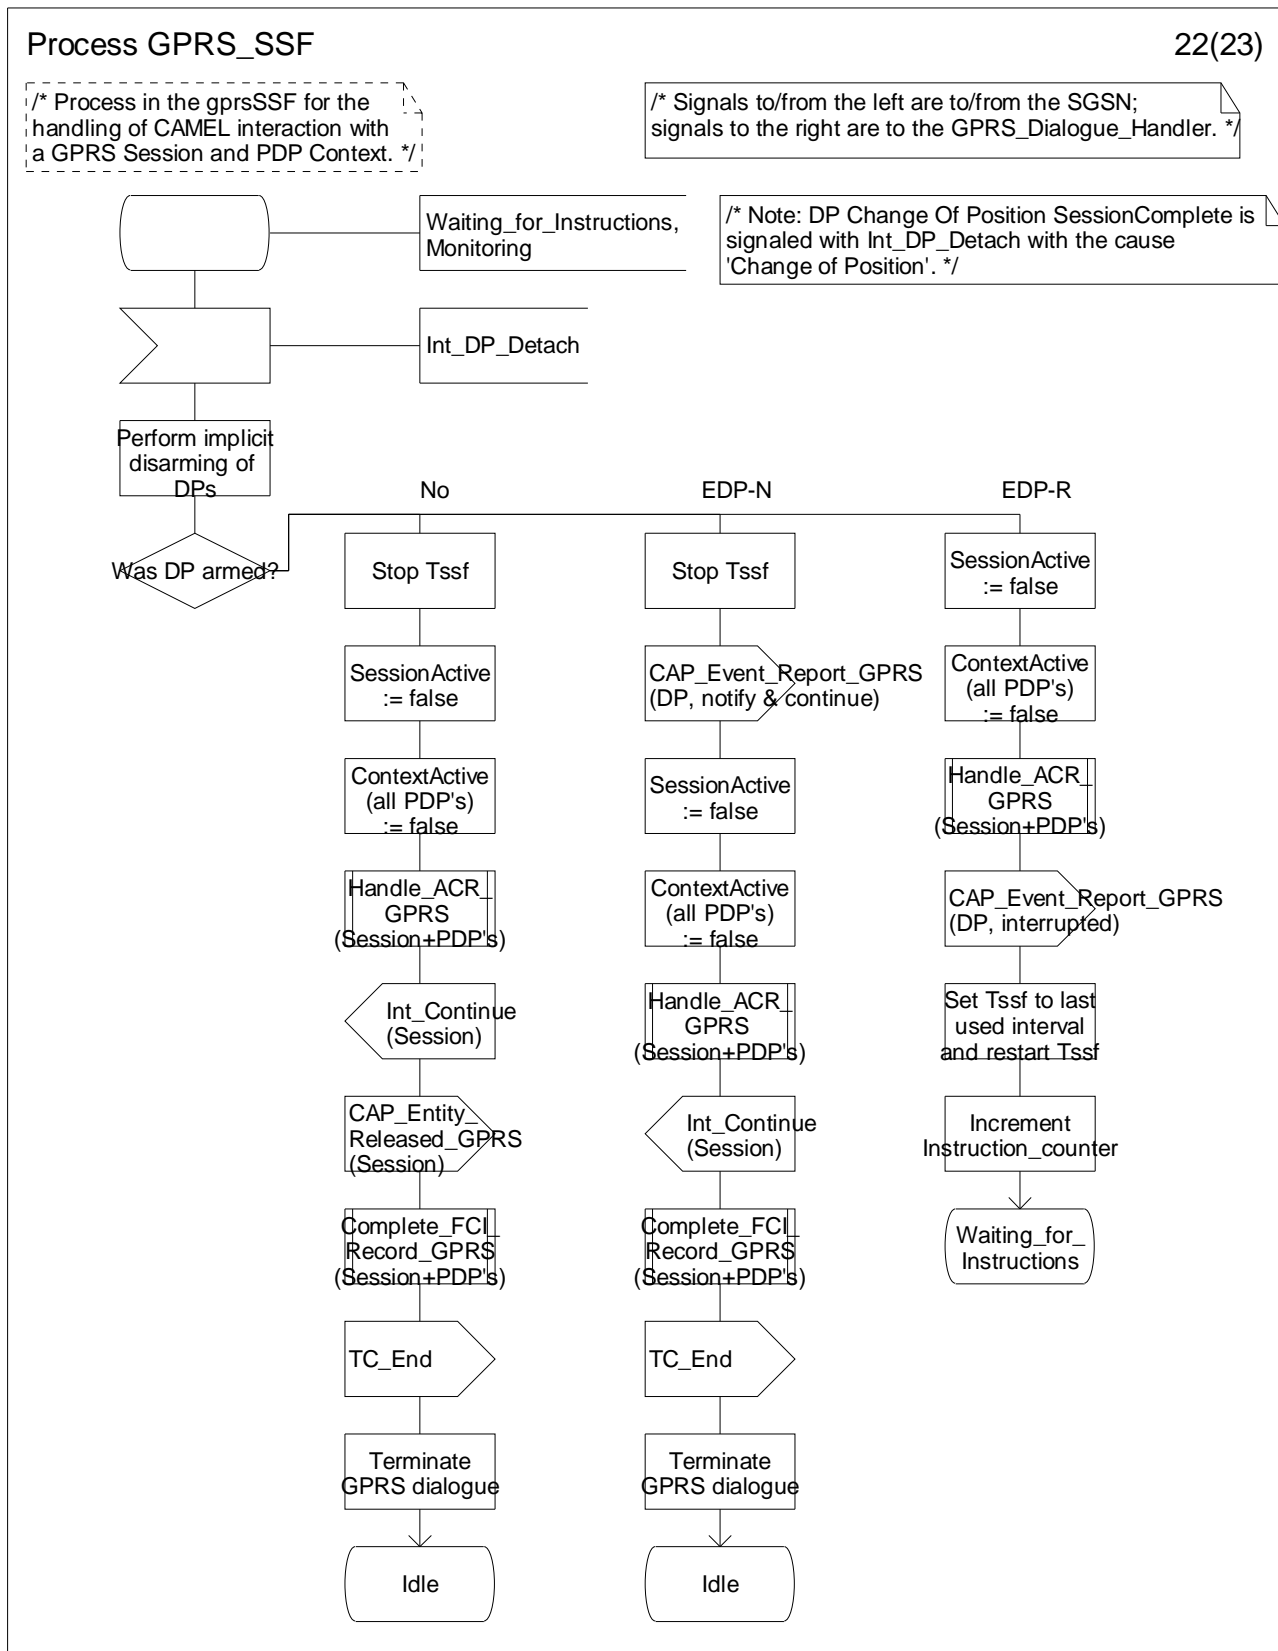 Process GPRS_SSF
22(23)
/* Process in the gprsSSF for the
handling of CAMEL interaction with
a GPRS Session and PDP Context. */
/* Signals to/from the left are to/from the SGSN;
signals to the right are to the GPRS_Dialogue_Handler. */
Waiting_for_Instructions,
Monitoring
/* Note: DP Change Of Position SessionComplete is
signaled with Int_DP_Detach with the cause
'Change of Position'. */
Int_DP_Detach
Perform implicit
disarming of
DPs
Was DP armed?
No
Stop Tssf
SessionActive
:= false
ContextActive
(all PDP's)
:= false
Handle_ACR_
GPRS
(Session+PDP's)
Int_Continue
(Session)
CAP_Entity_
Released_GPRS
(Session)
Complete_FCI_
Record_GPRS
(Session+PDP's)
TC_End
Terminate
GPRS dialogue
Idle
EDP-N
Stop Tssf
CAP_Event_Report_GPRS
(DP, notify & continue)
SessionActive
:= false
ContextActive
(all PDP's)
:= false
Handle_ACR_
GPRS
(Session+PDP's)
Int_Continue
(Session)
Complete_FCI_
Record_GPRS
(Session+PDP's)
TC_End
Terminate
GPRS dialogue
Idle
EDP-R
SessionActive
:= false
ContextActive
(all PDP's)
:= false
Handle_ACR_
GPRS
(Session+PDP's)
CAP_Event_Report_GPRS
(DP, interrupted)
Set Tssf to last
used interval
and restart Tssf
Increment
Instruction_counter
Waiting_for_
Instructions